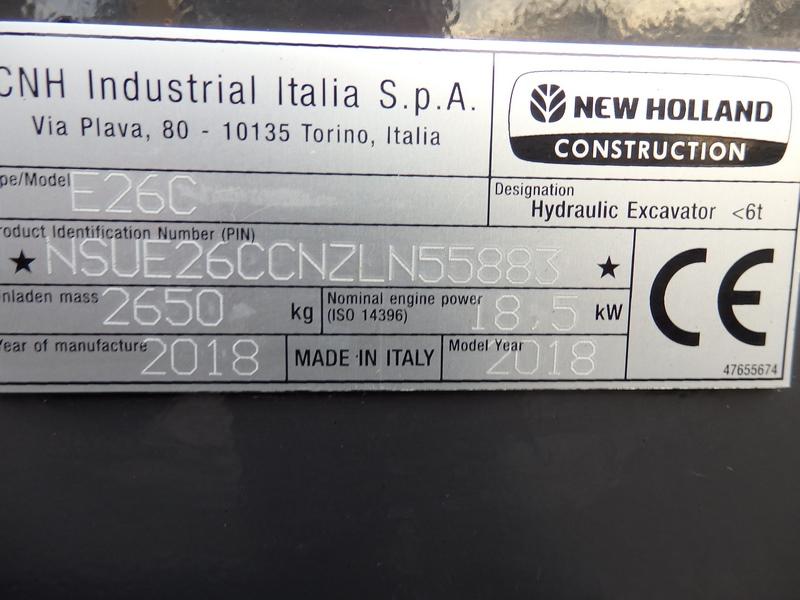 CNH Industrial Italia S.p.A.
Via Plava, 80 - 10135 Torino, Italia
NEW HOLLAND
CONSTRUCTION
pe/Model E26C
Designation
Hydraulic Excavator <6t
roduct Identification Number (PIN)
★ NSUE26CCNZLN55883 ★
nladen mass 2650 kg
Nominal engine power
(ISO 14396) 18,5 kW
CE
Year of manufacture 2018
MADE IN ITALY
Model Year 2018
47655674